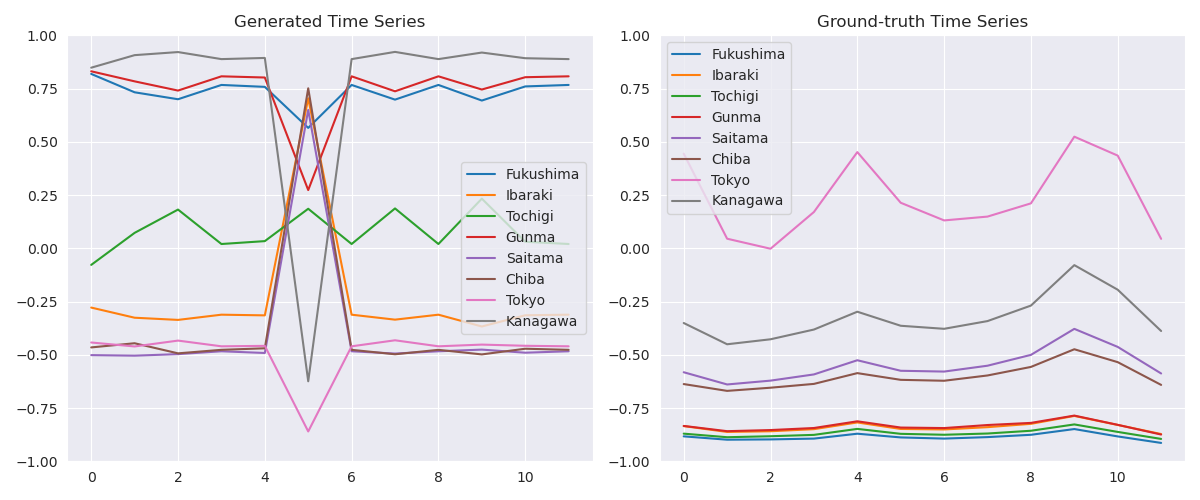 Generated Time Series
1.00
0.75
0.50
0.25
0.00
−0.25
−0.50
−0.75
−1.00
0 2 4 6 8 10
Fukushima
Ibaraki
Tochigi
Gunma
Saitama
Chiba
Tokyo
Kanagawa
Ground-truth Time Series
1.00
0.75
0.50
0.25
0.00
−0.25
−0.50
−0.75
−1.00
0 2 4 6 8 10
Fukushima
Ibaraki
Tochigi
Gunma
Saitama
Chiba
Tokyo
Kanagawa